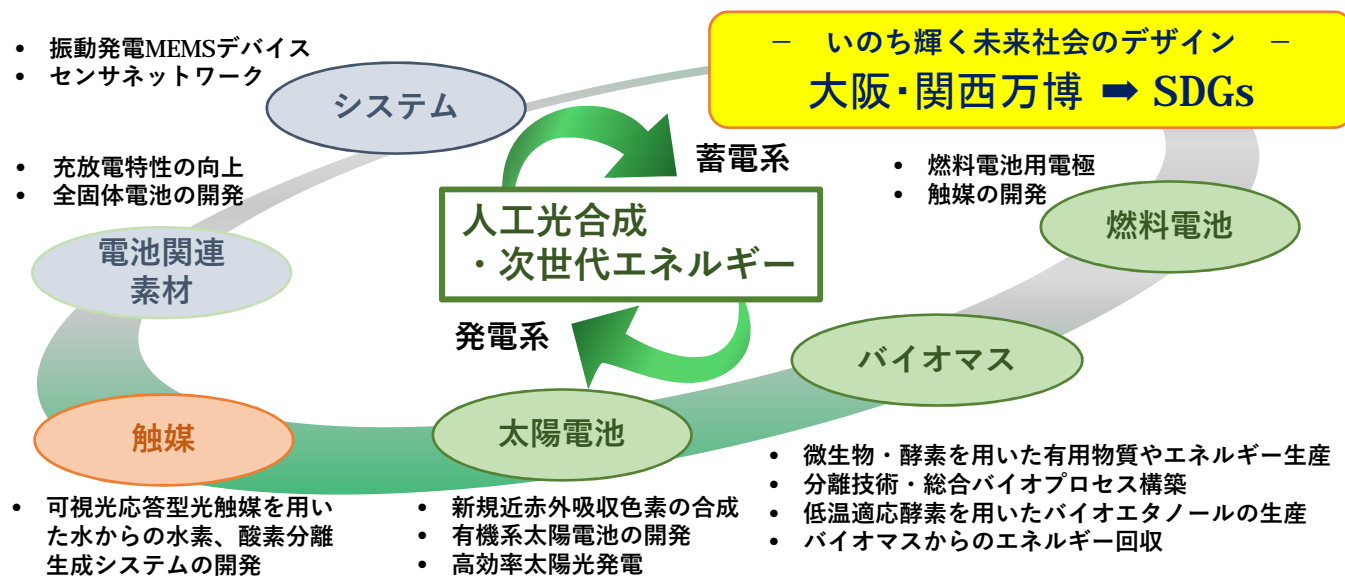 • 振動発電MEMSデバイス
• センサネットワーク
システム
－ いのち輝く未来社会のデザイン －
大阪・関西万博 ➡ SDGs
• 充放電特性の向上
• 全固体電池の開発
電池関連
素材
蓄電系
人工光合成
・次世代エネルギー
発電系
• 燃料電池用電極
• 触媒の開発
燃料電池
バイオマス
• 微生物・酵素を用いた有用物質やエネルギー生産
• 分離技術・総合バイオプロセス構築
• 低温適応酵素を用いたバイオエタノールの生産
• バイオマスからのエネルギー回収
触媒
• 可視光応答型光触媒を用い
た水からの水素、酸素分離
生成システムの開発
太陽電池
• 新規近赤外吸収色素の合成
• 有機系太陽電池の開発
• 高効率太陽光発電